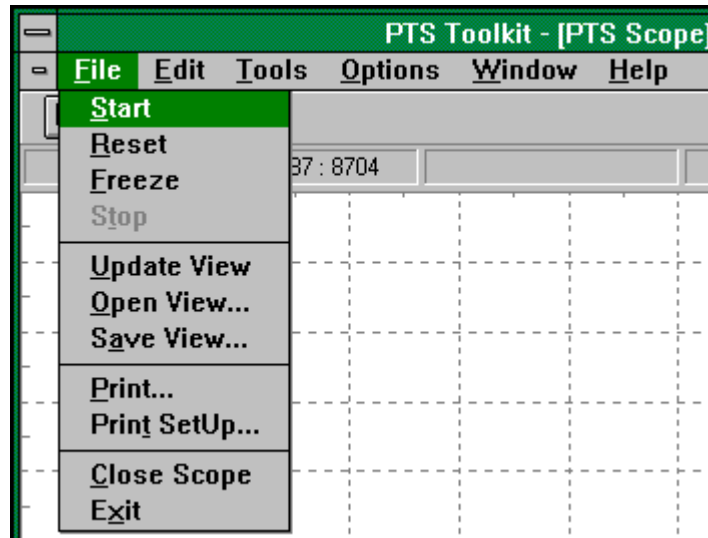 PTS Toolkit - [PTS Scope]
File Edit Tools Options Window Help
Start
Reset
37 : 8704
Freeze
Stop
Update View
Open View...
Save View...
Print...
Print SetUp...
Close Scope
Exit